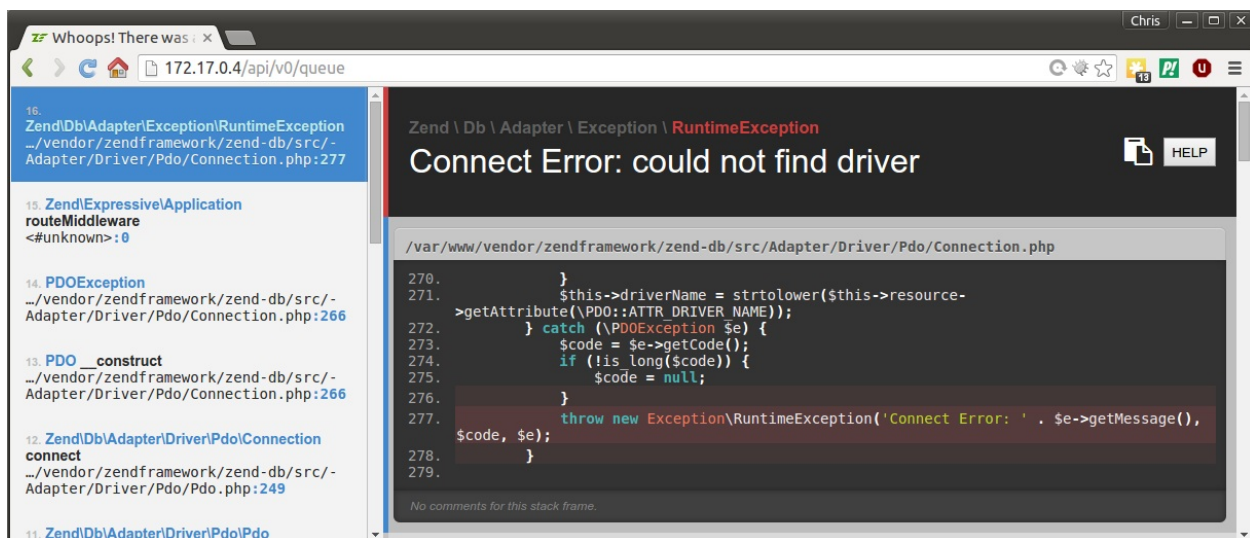 Chris
Whoops! There was
172.17.0.4/api/v0/queue
13
P!
16.
Zend\Db\Adapter\Exception\RuntimeException
…/vendor/zendframework/zend-db/src/-
Adapter/Driver/Pdo/Connection.php:277
15. Zend\Expressive\Application
routeMiddleware
<#unknown>:0
14. PDOException
…/vendor/zendframework/zend-db/src/-
Adapter/Driver/Pdo/Connection.php:266
13. PDO __construct
…/vendor/zendframework/zend-db/src/-
Adapter/Driver/Pdo/Connection.php:266
12. Zend\Db\Adapter\Driver\Pdo\Connection
connect
…/vendor/zendframework/zend-db/src/-
Adapter/Driver/Pdo/Pdo.php:249
11. Zend\Db\Adapter\Driver\Pdo\Pdo
Zend \ Db \ Adapter \ Exception \ RuntimeException
Connect Error: could not find driver
HELP
/var/www/vendor/zendframework/zend-db/src/Adapter/Driver/Pdo/Connection.php
270. }
271. $this->driverName = strtolower($this->resource-
>getAttribute(\PDO::ATTR_DRIVER_NAME));
272. } catch (\PDOException $e) {
273. $code = $e->getCode();
274. if (!is_long($code)) {
275. $code = null;
276. }
277. throw new Exception\RuntimeException('Connect Error: ' . $e->getMessage(),
$code, $e);
278. }
279.
No comments for this stack frame.